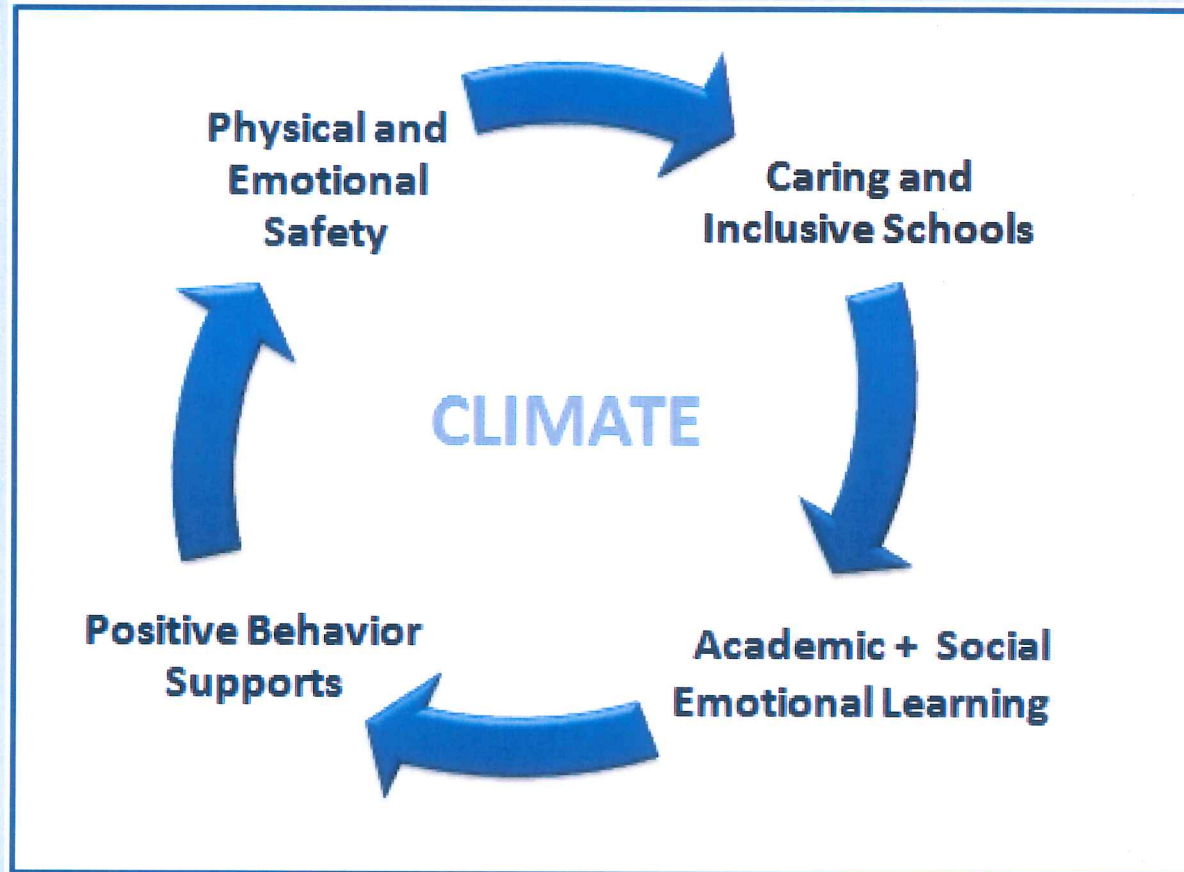 Physical and
Emotional
Safety
Caring and
Inclusive Schools
CLIMATE
Academic + Social
Emotional Learning
Positive Behavior
Supports